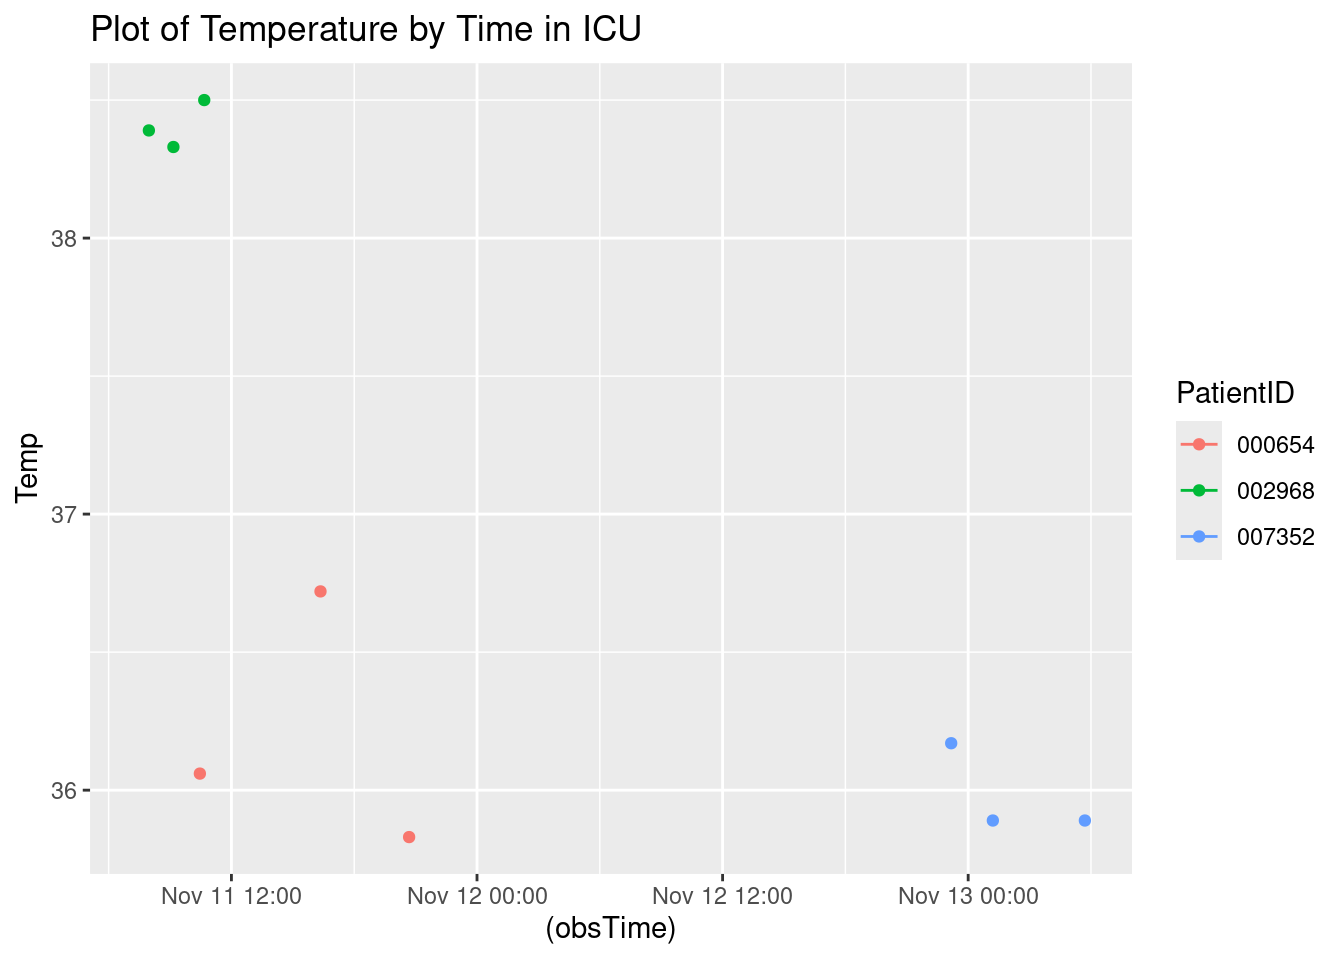 Plot of Temperature by Time in ICU
38
37
36
Temp
Nov 11 12:00
Nov 12 00:00
Nov 12 12:00
Nov 13 00:00
(obsTime)
PatientID
000654
002968
007352